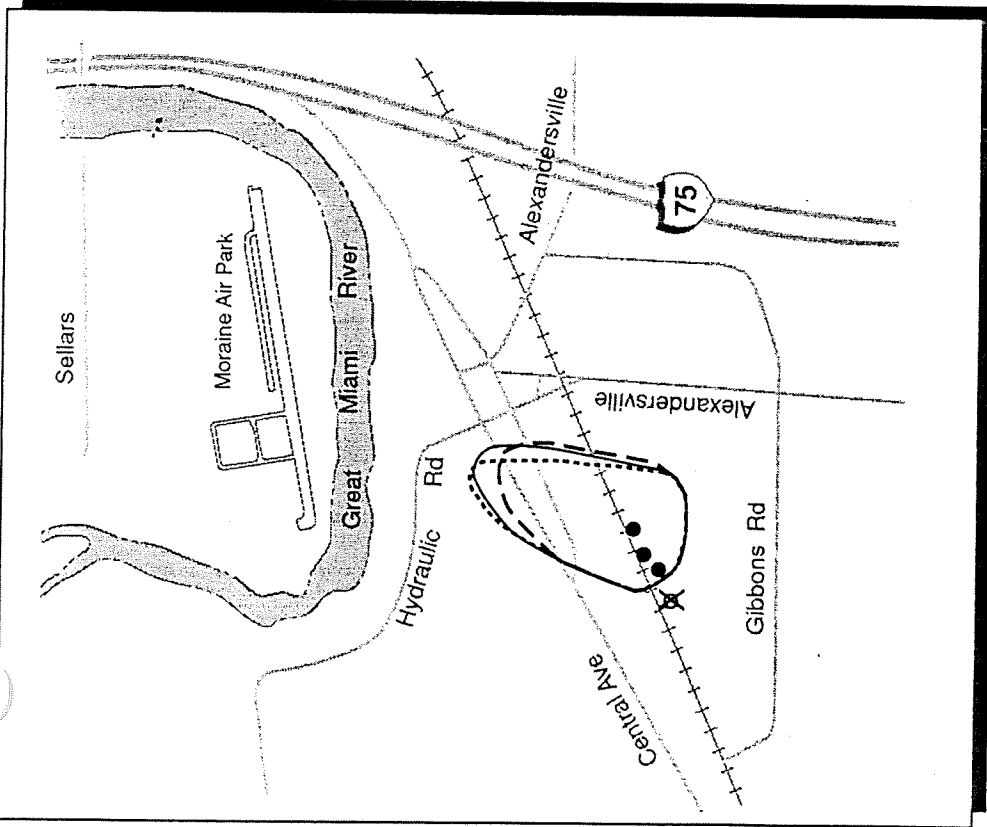 Sellars
Moraine Air Park
Great Miami River
Alexandersville
75
Hydraulic Rd
Alexandersville
Central Ave
Gibbons Rd